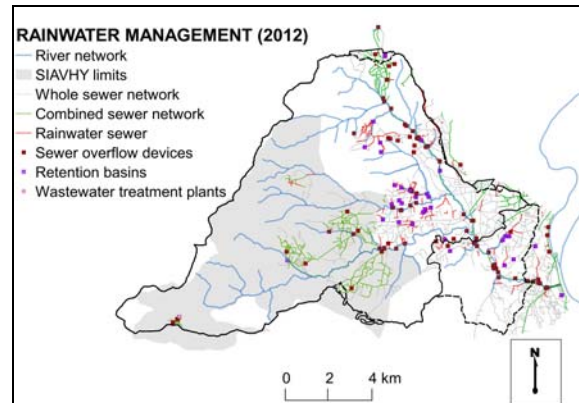 RAINWATER MANAGEMENT (2012)
River network
SIAVHY limits
Whole sewer network
Combined sewer network
Rainwater sewer
Sewer overflow devices
Retention basins
Wastewater treatment plants
0 2 4 km
N